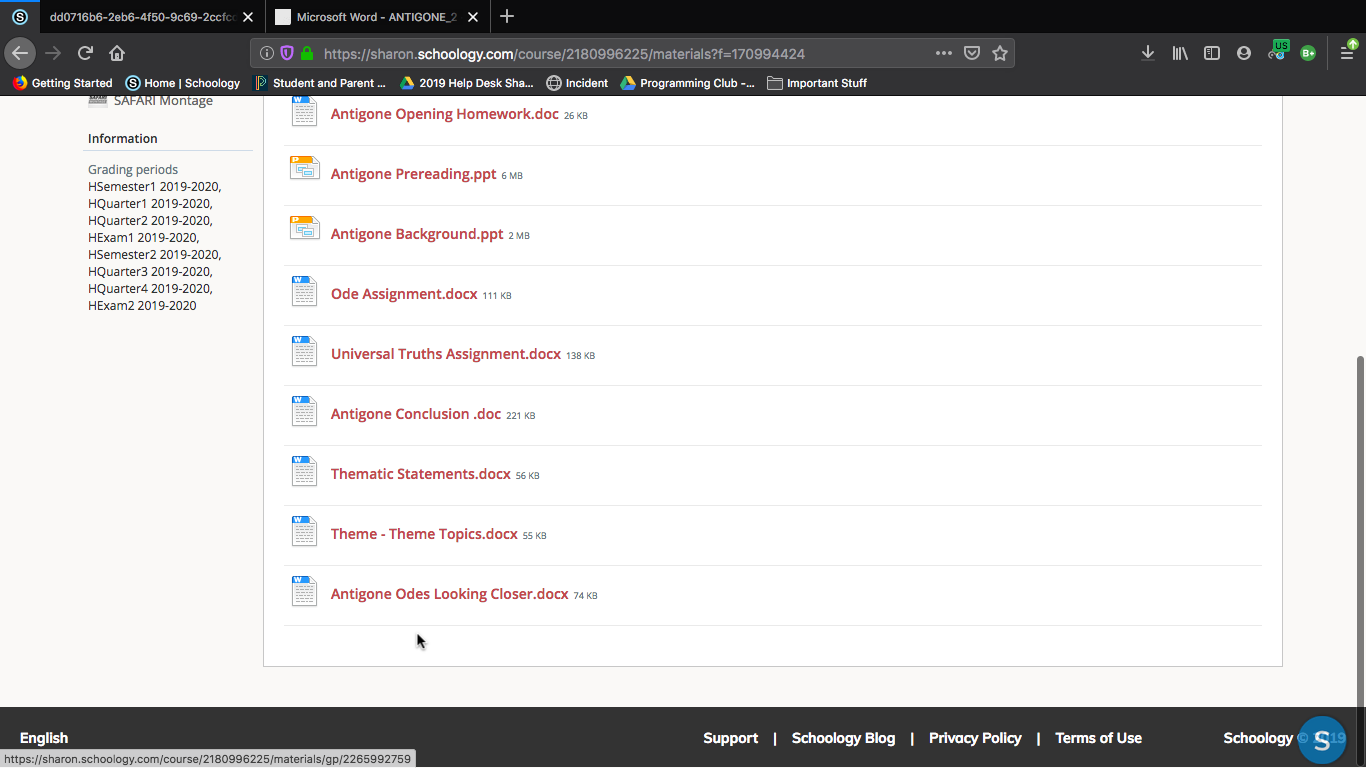 S
dd0716b6-2eb6-4f50-9c69-2ccfc
Microsoft Word - ANTIGONE_2
https://sharon.schoology.com/course/2180996225/materials?f=170994424
US
B+
Getting Started
Home | Schoology
Student and Parent ...
2019 Help Desk Sha...
Incident
Programming Club -...
Important Stuff
SAFARI Montage
Information
Grading periods
HSemester1 2019-2020,
HQuarter1 2019-2020,
HQuarter2 2019-2020,
HExam1 2019-2020,
HSemester2 2019-2020,
HQuarter3 2019-2020,
HQuarter4 2019-2020,
HExam2 2019-2020
Antigone Opening Homework.doc 26 KB
Antigone Prereading.ppt 6 MB
Antigone Background.ppt 2 MB
Ode Assignment.docx 111 KB
Universal Truths Assignment.docx 138 KB
Antigone Conclusion .doc 221 KB
Thematic Statements.docx 56 KB
Theme - Theme Topics.docx 55 KB
Antigone Odes Looking Closer.docx 74 KB
English
Support | Schoology Blog | Privacy Policy | Terms of Use
Schoology ©
S
https://sharon.schoology.com/course/2180996225/materials/gp/2265992759